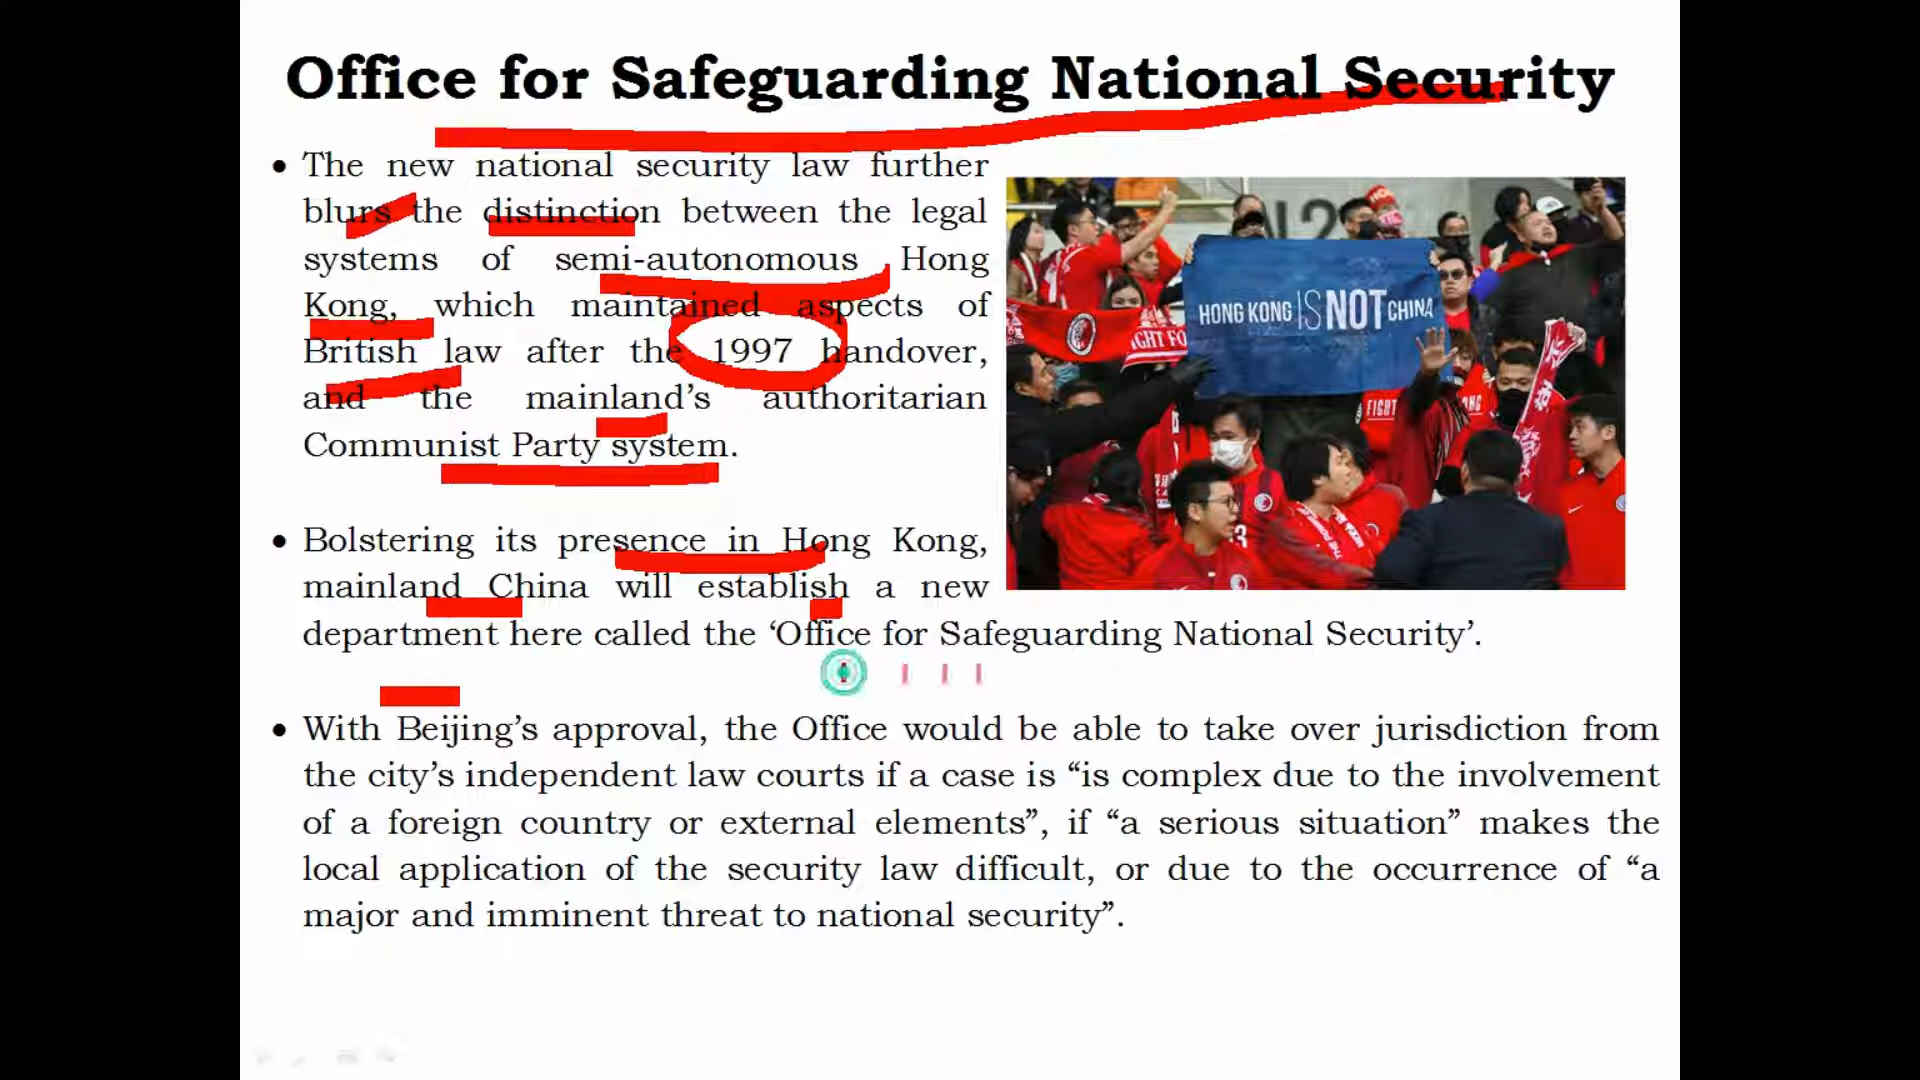 Office for Safeguarding National Security
• The new national security law further
blurs the distinction between the legal
systems of semi-autonomous Hong
Kong, which maintained aspects of
British law after the 1997 handover,
and the mainland’s authoritarian
Communist Party system.
HONG KONG IS NOT CHINA
IGHT FO
FIGHT
• Bolstering its presence in Hong Kong,
mainland China will establish a new
department here called the ‘Office for Safeguarding National Security’.
• With Beijing’s approval, the Office would be able to take over jurisdiction from
the city’s independent law courts if a case is “is complex due to the involvement
of a foreign country or external elements”, if “a serious situation” makes the
local application of the security law difficult, or due to the occurrence of “a
major and imminent threat to national security”.